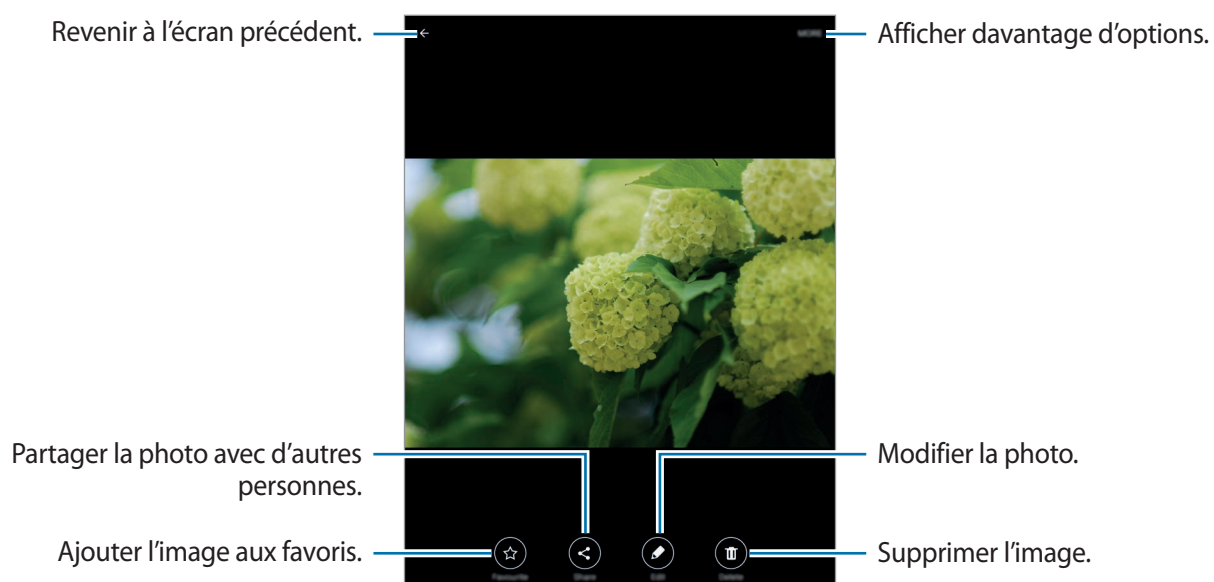 Revenir à l’écran précédent.
MORE
Afficher davantage d’options.
Partager la photo avec d’autres
personnes.
Modifier la photo.
Ajouter l’image aux favoris.
Supprimer l’image.
Favourite
Share
Edit
Delete